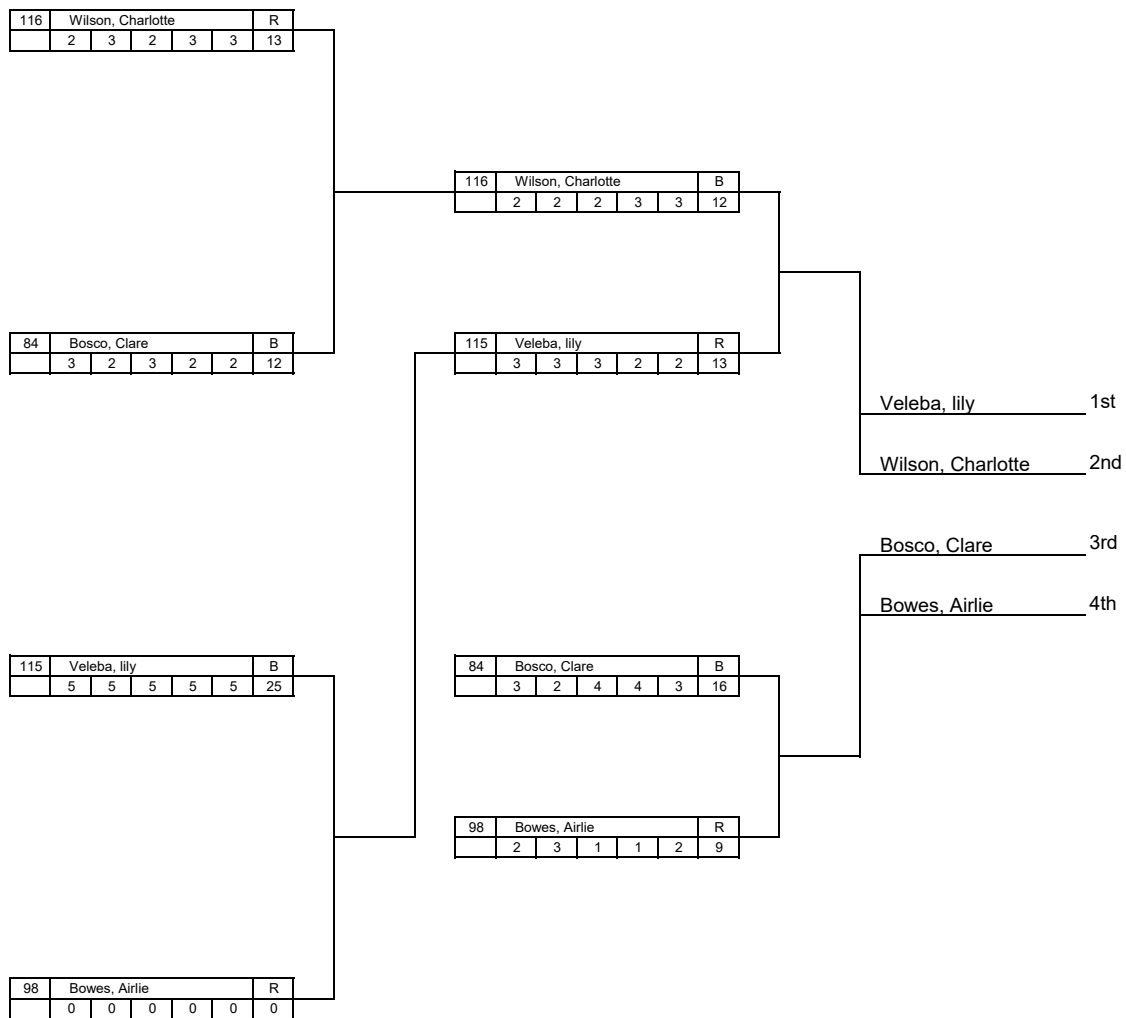 116 Wilson, Charlotte R
2 3 2 3 3 13
116 Wilson, Charlotte B
2 2 2 3 3 12
84 Bosco, Clare B
3 2 3 2 2 12
115 Veleba, lily R
3 3 3 2 2 13
Veleba, lily 1st
Wilson, Charlotte 2nd
Bosco, Clare 3rd
Bowes, Airlie 4th
115 Veleba, lily B
5 5 5 5 5 25
84 Bosco, Clare B
3 2 4 4 3 16
98 Bowes, Airlie R
2 3 1 1 2 9
98 Bowes, Airlie R
0 0 0 0 0 0